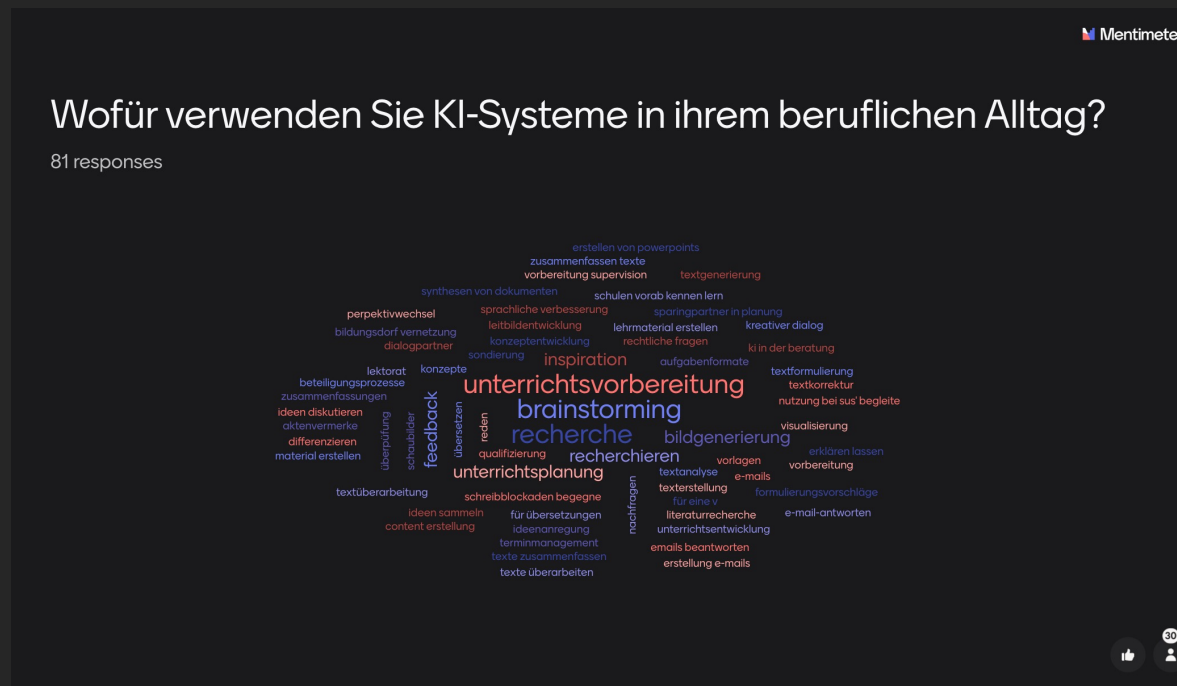 Mentimete
Wofür verwenden Sie KI-Systeme in ihrem beruflichen Alltag?
81 responses
erstellen von powerpoints
zusammenfassen texte
vorbereitung supervision
textgenerierung
synthesen von dokumenten
schulen vorab kennen lern
perpektivwechsel
sprachliche verbesserung
sparingpartner in planung
bildungsdorf vernetzung
leitbildentwicklung
lehrmaterial erstellen
kreativer dialog
dialogpartner
konzeptentwicklung
rechtliche fragen
ki in der beratung
sondierung
inspiration
aufgabenformate
lektorat
konzepte
textformulierung
beteiligungsprozesse
unterrichtsvorbereitung
textkorrektur
zusammenfassungen
nutzung bei sus' begleite
ideen diskutieren
brainstorming
aktenvermerke
überprüfung
schaubilder
feedback
übersetzen
reden
visualisierung
differenzieren
recherche
bildgenerierung
material erstellen
qualifizierung
recherchieren
erklären lassen
vorlagen
vorbereitung
unterrichtsplanung
textanalyse
e-mails
textüberarbeitung
schreibblockaden begegne
nachfragen
texterstellung
formulierungsvorschläge
für eine v
ideen sammeln
für übersetzungen
literaturrecherche
e-mail-antworten
content erstellung
ideenanregung
unterrichtsentwicklung
terminmanagement
emails beantworten
texte zusammenfassen
erstellung e-mails
texte überarbeiten
30